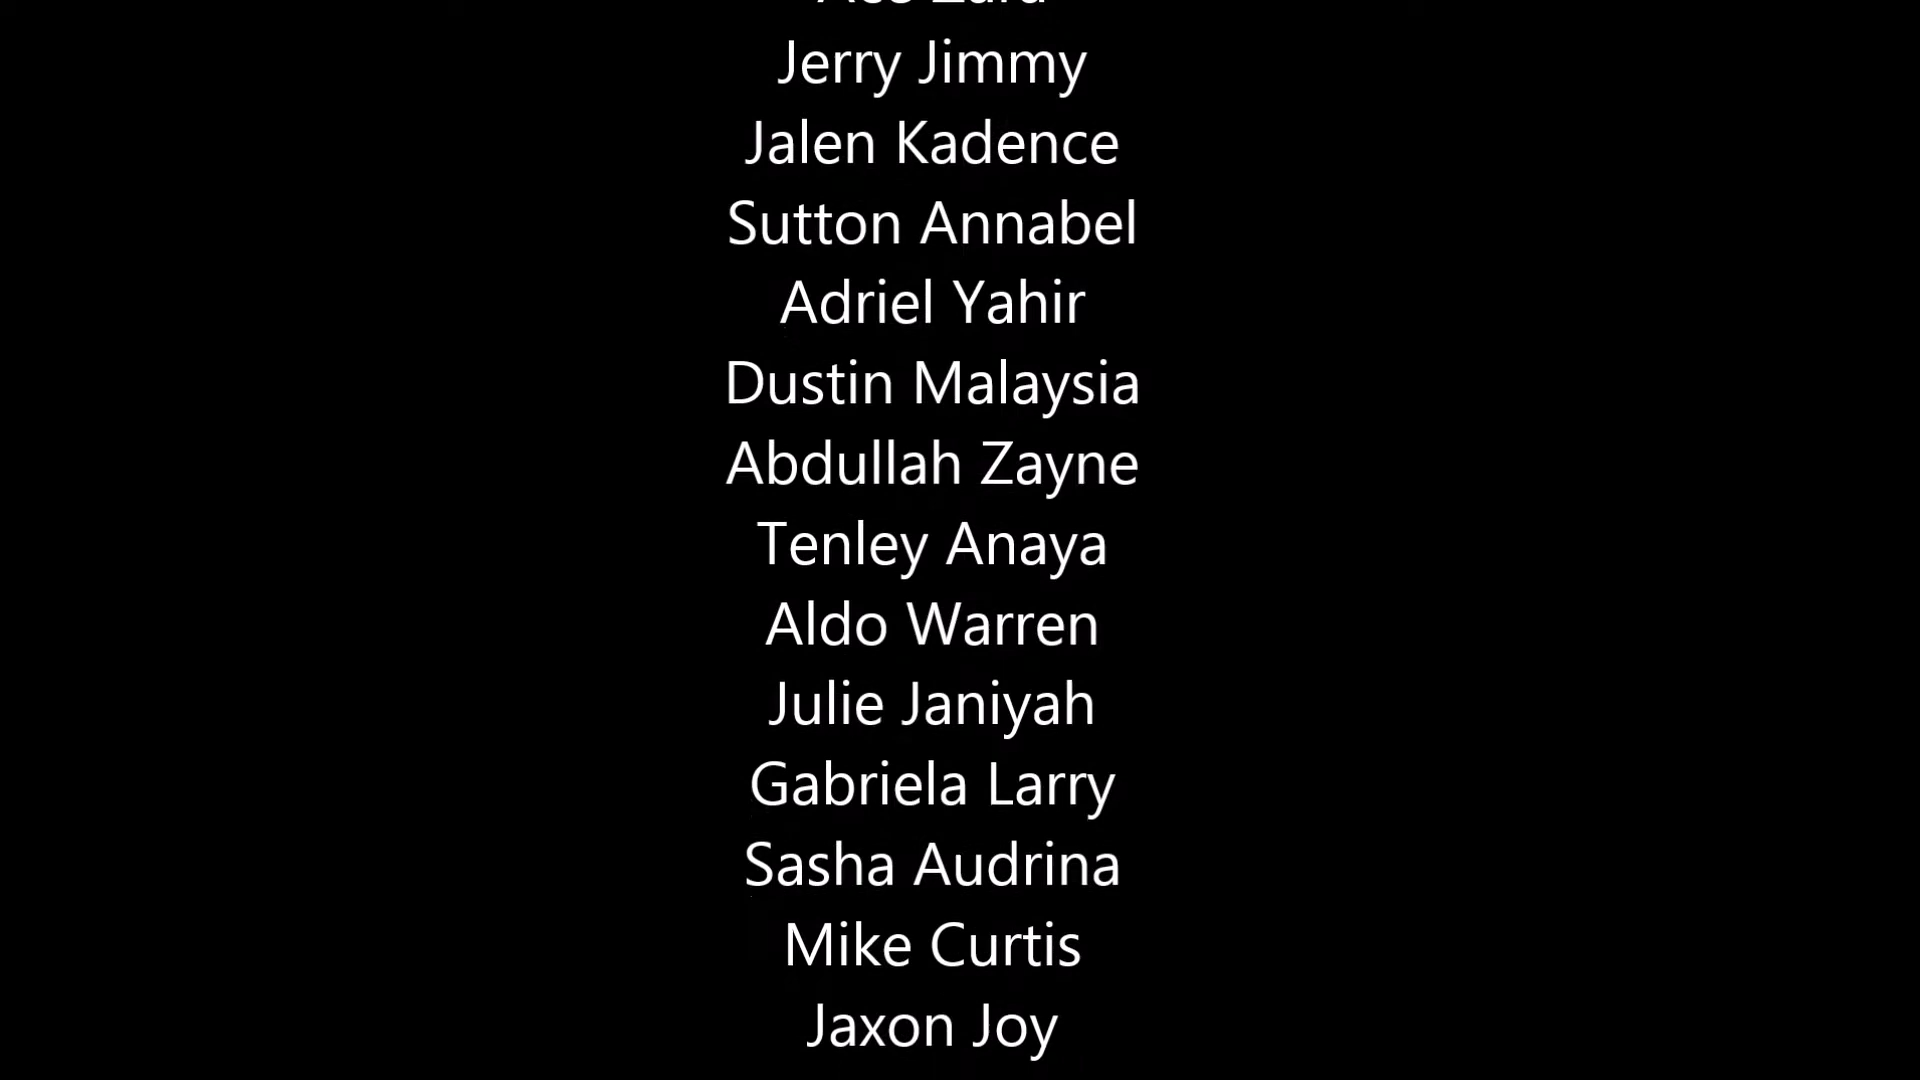 Jerry Jimmy
Jalen Kadence
Sutton Annabel
Adriel Yahir
Dustin Malaysia
Abdullah Zayne
Tenley Anaya
Aldo Warren
Julie Janiyah
Gabriela Larry
Sasha Audrina
Mike Curtis
Jaxon Joy